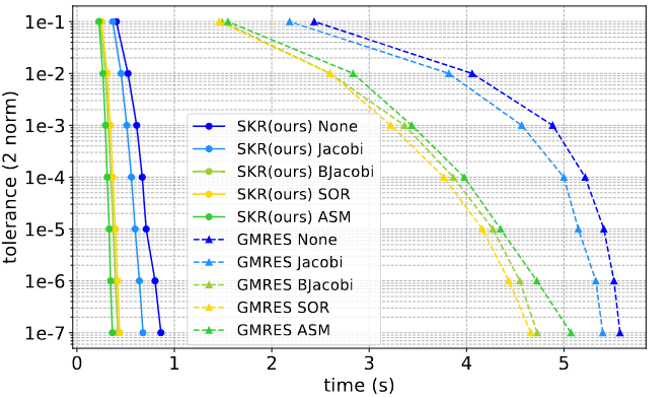 tolerance (2 norm)
1e-1
1e-2
1e-3
1e-4
1e-5
1e-6
1e-7
SKR(ours) None
SKR(ours) Jacobi
SKR(ours) BJacobi
SKR(ours) SOR
SKR(ours) ASM
GMRES None
GMRES Jacobi
GMRES BJacobi
GMRES SOR
GMRES ASM
0 1 2 3 4 5
time (s)